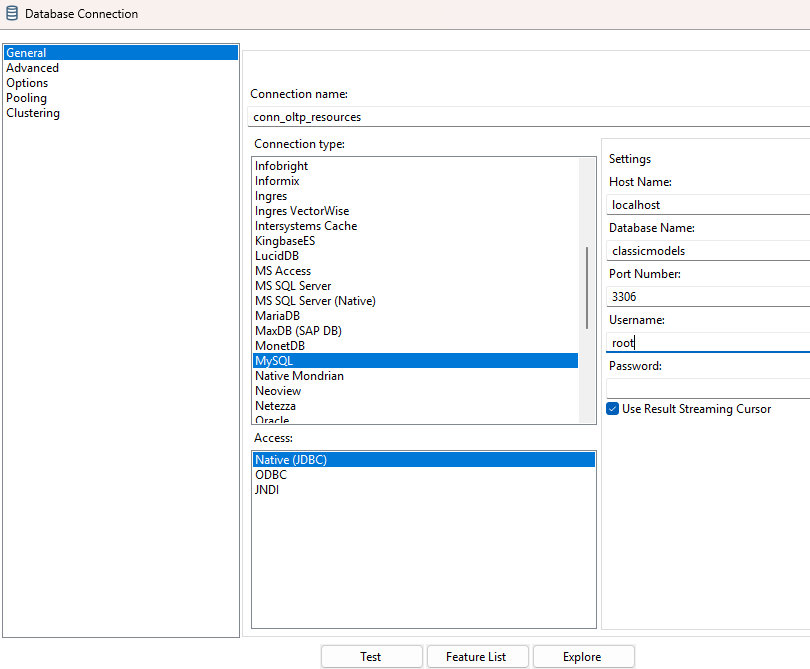 Database Connection
General
Advanced
Options
Pooling
Clustering
Connection name:
conn_oltp_resources
Connection type:
Infobright
Informix
Ingres
Ingres VectorWise
Intersystems Cache
KingbaseES
LucidDB
MS Access
MS SQL Server
MS SQL Server (Native)
MariaDB
MaxDB (SAP DB)
MonetDB
MySQL
Native Mondrian
Neoview
Netezza
Oracle
Access:
Native (JDBC)
ODBC
JNDI
Settings
Host Name:
localhost
Database Name:
classicmodels
Port Number:
3306
Username:
root
Password:
Use Result Streaming Cursor
Test
Feature List
Explore